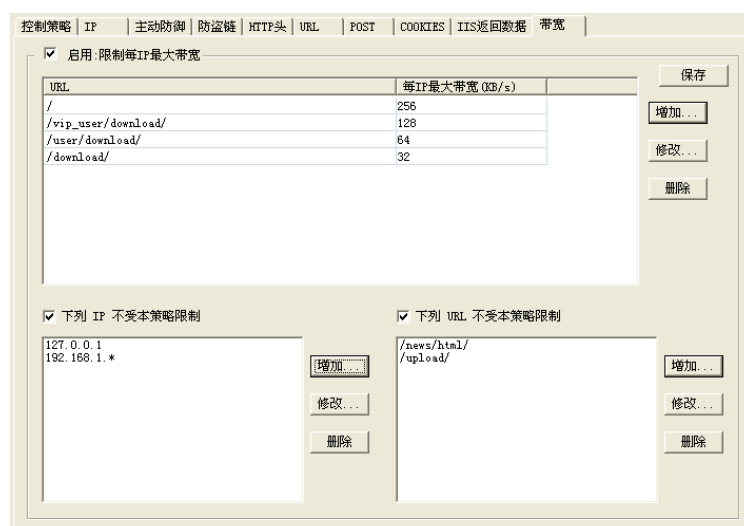 控制策略 IP 主动防御 防盗链 HTTP头 URL POST COOKIES IIS返回数据 带宽
启用:限制每IP最大带宽
保存
URL 每IP最大带宽(KB/s)
/ 256
/vip_user/download/ 128
/user/download/ 64
/download/ 32
增加...
修改...
删除
下列 IP 不受本策略限制
127.0.0.1
192.168.1.*
增加...
修改...
删除
下列 URL 不受本策略限制
/news/html/
/upload/
增加...
修改...
删除